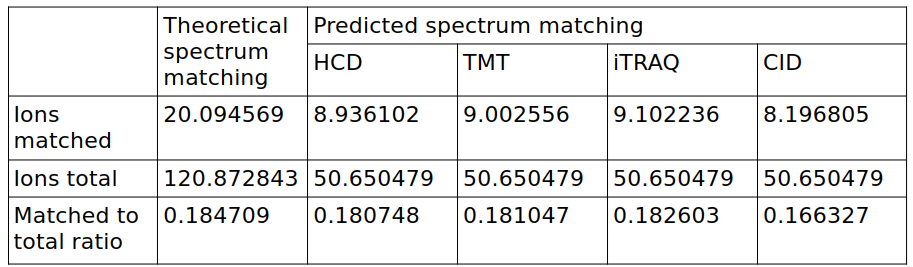 Theoretical spectrum matching Predicted spectrum matching
HCD TMT iTRAQ CID
Ions matched 20.094569 8.936102 9.002556 9.102236 8.196805
Ions total 120.872843 50.650479 50.650479 50.650479 50.650479
Matched to total ratio 0.184709 0.180748 0.181047 0.182603 0.166327